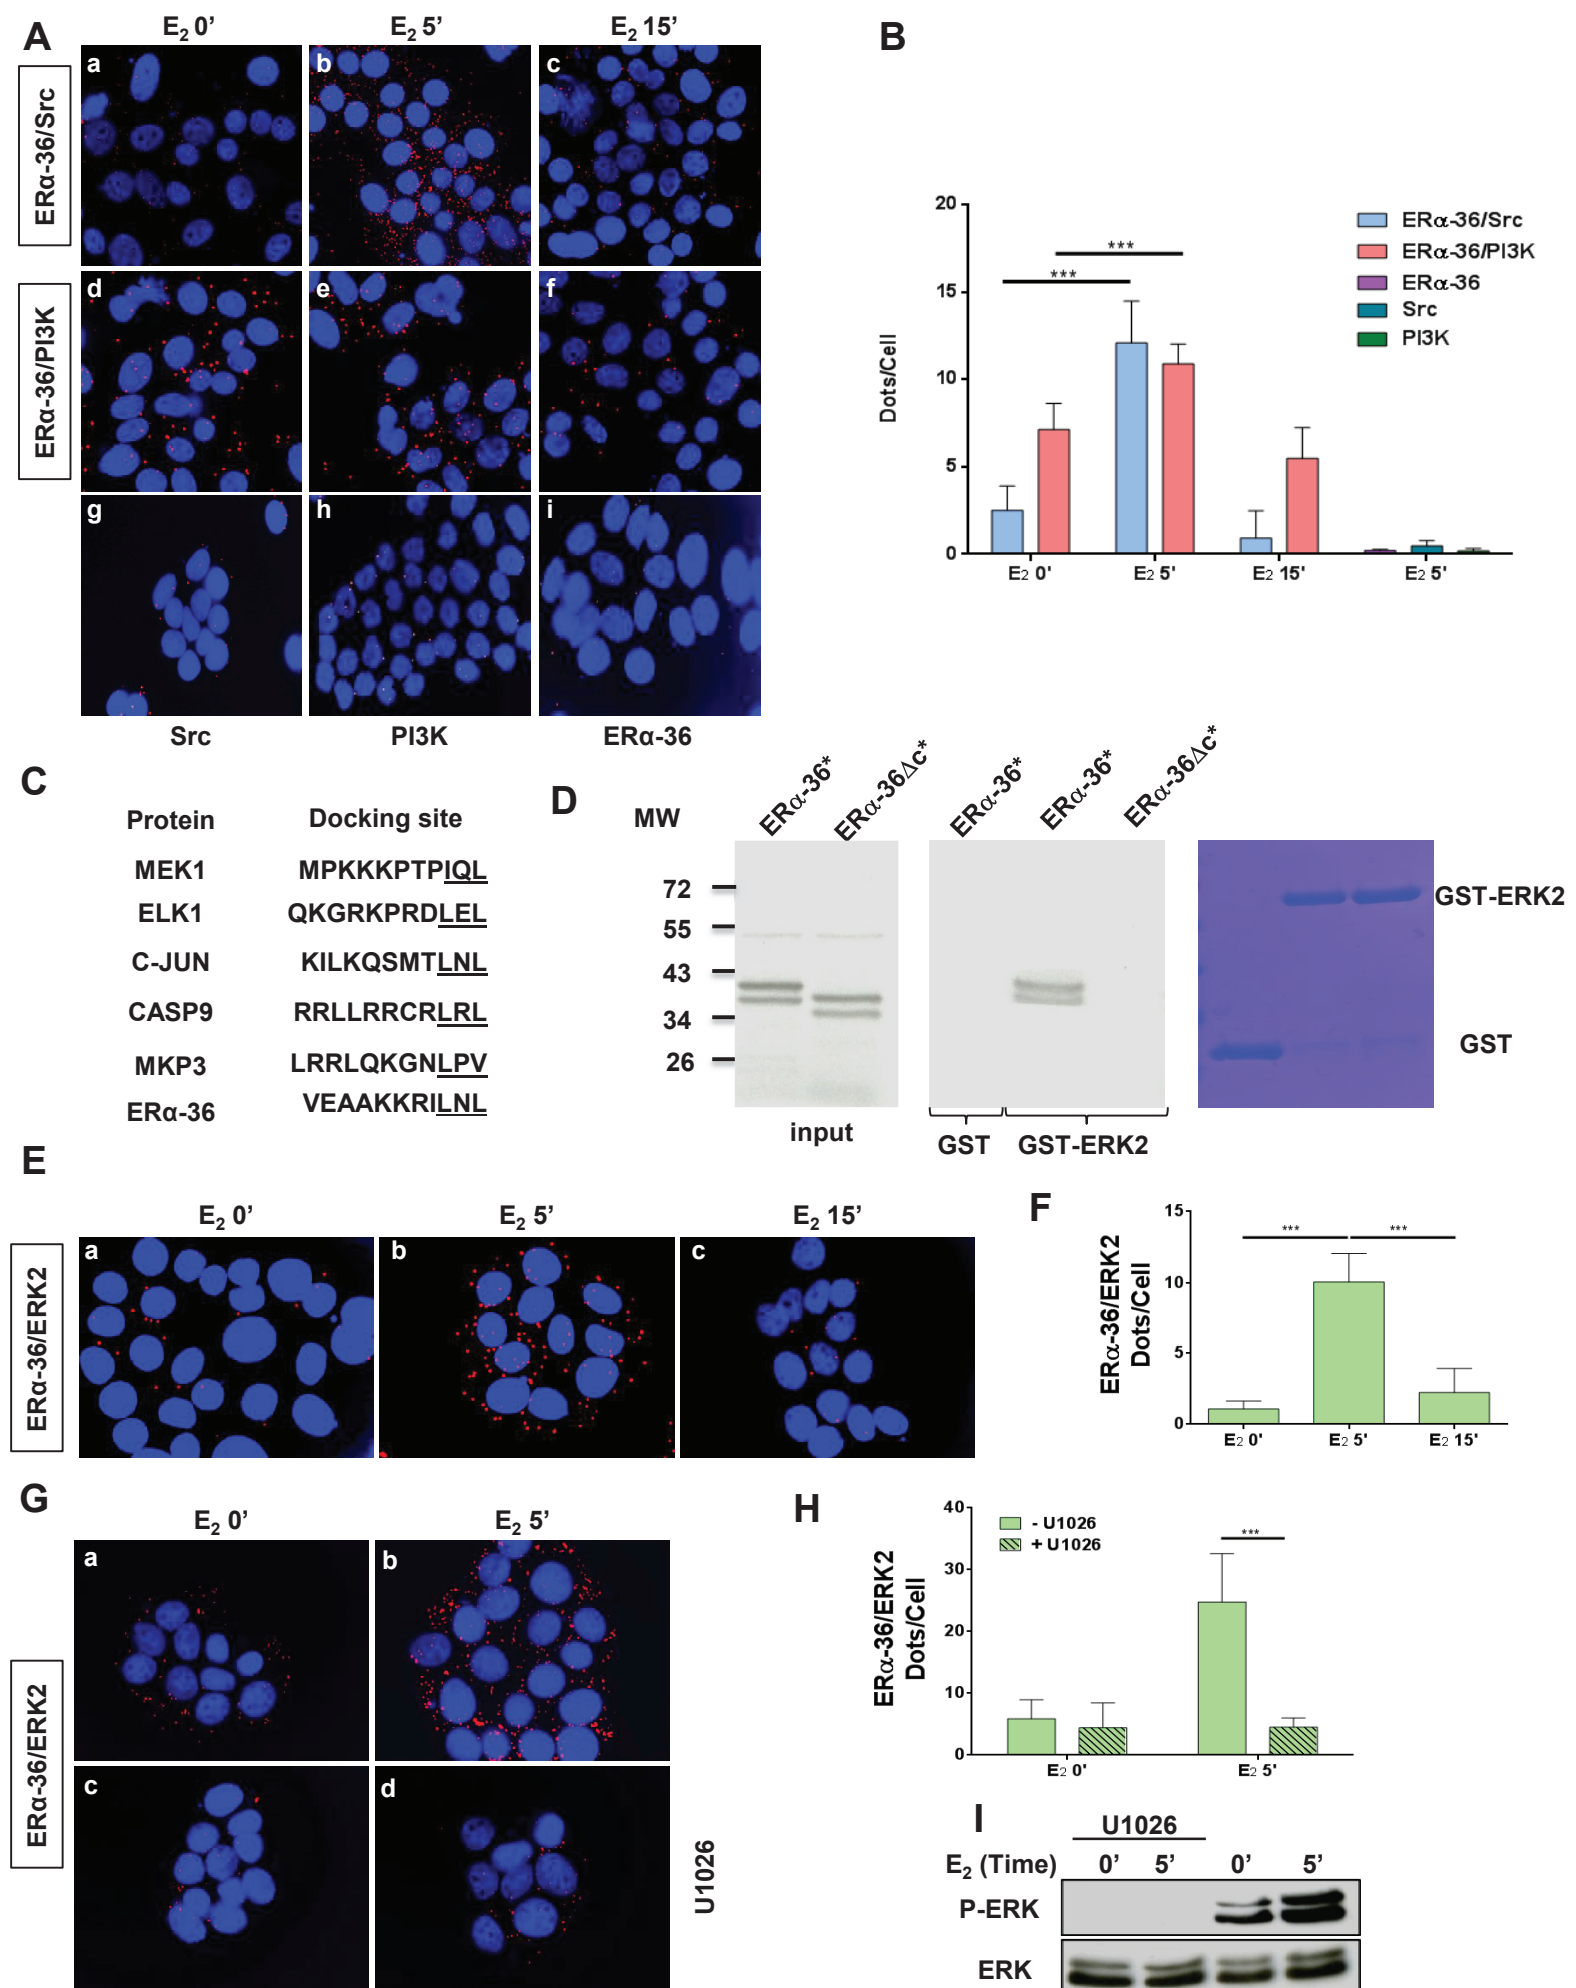 A
E2 0’ E2 5’ E2 15’
ERα-36/Src
a b c
ERα-36/PI3K
d e f
g h i
Src PI3K ERα-36
B
Dots/Cell
20
15
10
5
0
*** ***
ERα-36/Src
ERα-36/PI3K
ERα-36
Src
PI3K
E2 0' E2 5' E2 15' E2 5'
C
Protein Docking site
MEK1 MPKKKPTPIQL
ELK1 QKGRKPRDLEL
C-JUN KILKQSMTLNL
CASP9 RRLLRRCRLRL
MKP3 LRRLQKGNLPV
ERα-36 VEAAKKRILNL
D
MW
ERα-36* ERα-36Δc* ERα-36* ERα-36* ERα-36Δc*
72
55
43
34
26
input
GST GST-ERK2
GST-ERK2
GST
E
E2 0’ E2 5’ E2 15’
ERα-36/ERK2
a b c
F
ERα-36/ERK2
Dots/Cell
15
10
5
0
*** ***
E2 0' E2 5' E2 15'
G
E2 0’ E2 5’
ERα-36/ERK2
a b
c d
U1026
H
ERα-36/ERK2
Dots/Cell
40
30
20
10
0
- U1026
+ U1026
***
E2 0' E2 5'
I
U1026
E2 (Time) 0’ 5’ 0’ 5’
P-ERK
ERK